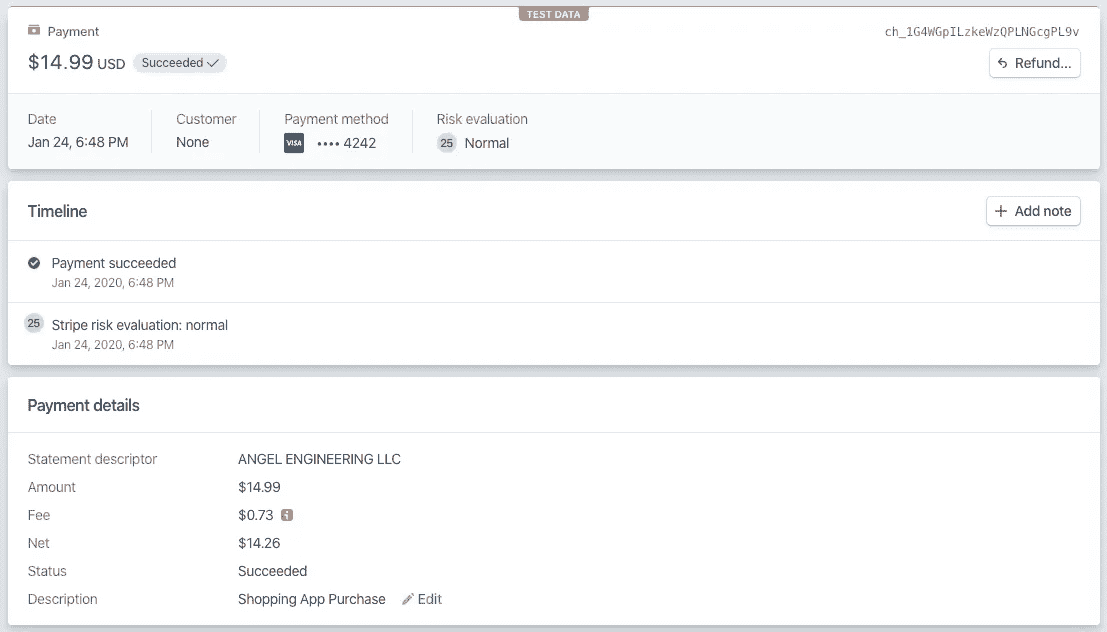 TEST DATA
Payment
ch_1G4WGpILzkeWzQPLNGcgPL9v
$14.99 USD Succeeded
Refund...
Date Customer Payment method Risk evaluation
Jan 24, 6:48 PM None VISA •••• 4242 25 Normal
Timeline
Add note
Payment succeeded
Jan 24, 2020, 6:48 PM
25 Stripe risk evaluation: normal
Jan 24, 2020, 6:48 PM
Payment details
Statement descriptor ANGEL ENGINEERING LLC
Amount $14.99
Fee $0.73
Net $14.26
Status Succeeded
Description Shopping App Purchase Edit